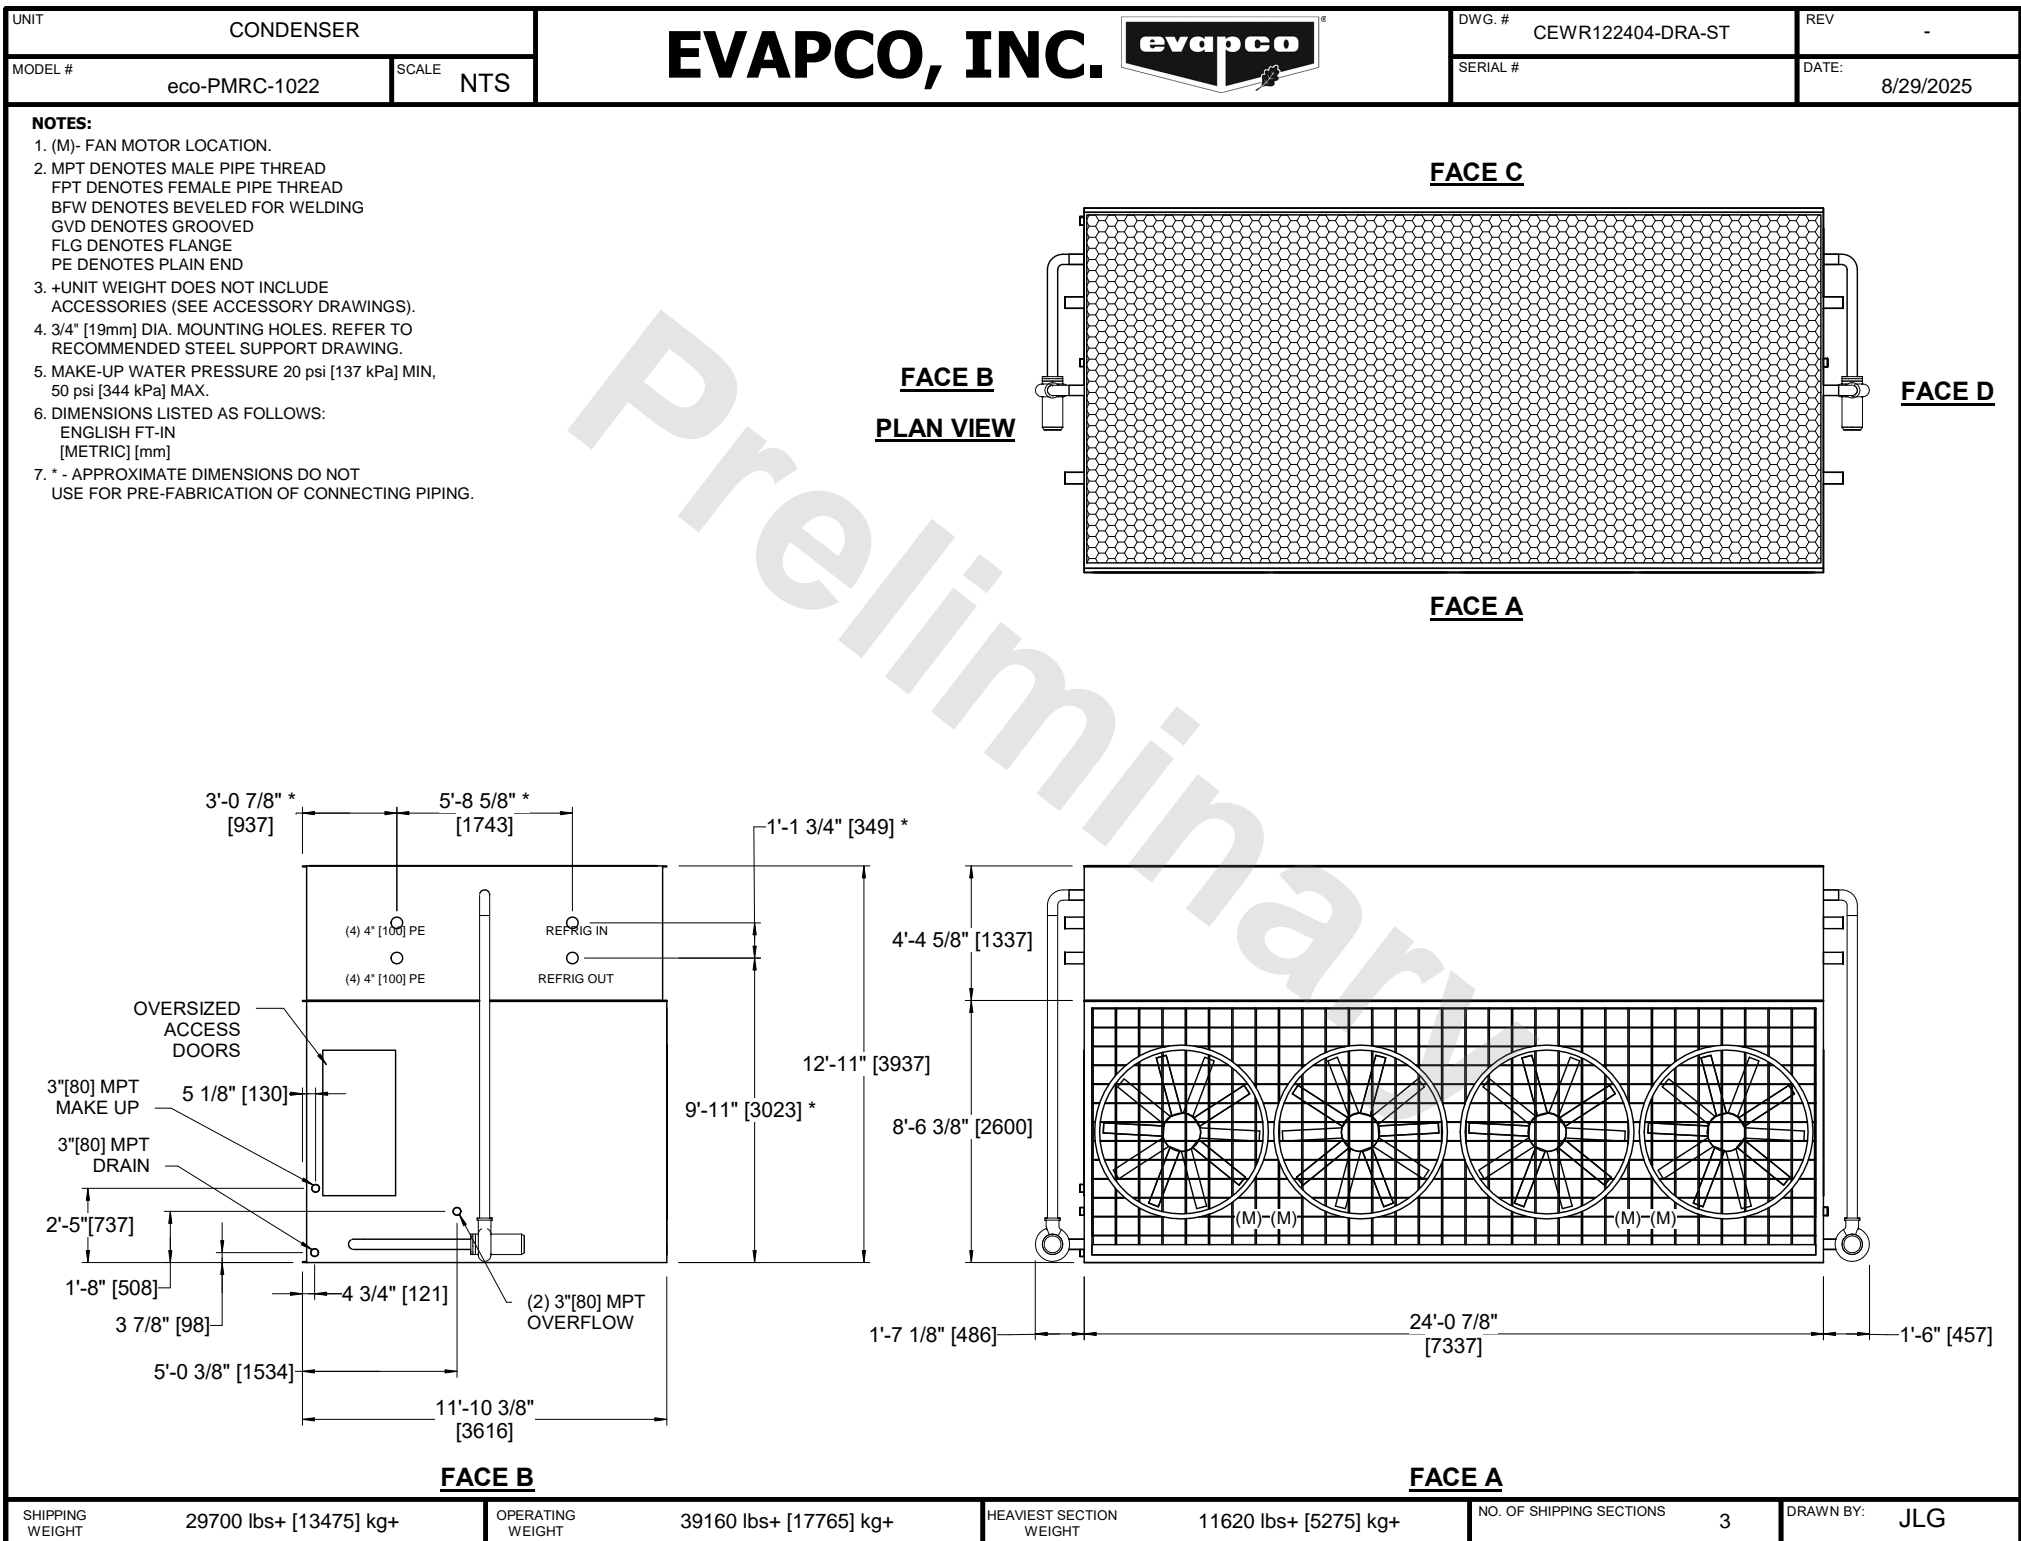 UNIT
CONDENSER
MODEL #
eco-PMRC-1022
SCALE
NTS
EVAPCO, INC.
evapco
®
DWG. #
CEWR122404-DRA-ST
REV
-
SERIAL #
DATE:
8/29/2025
NOTES:
1. (M)- FAN MOTOR LOCATION.
2. MPT DENOTES MALE PIPE THREAD
FPT DENOTES FEMALE PIPE THREAD
BFW DENOTES BEVELED FOR WELDING
GVD DENOTES GROOVED
FLG DENOTES FLANGE
PE DENOTES PLAIN END
3. +UNIT WEIGHT DOES NOT INCLUDE
ACCESSORIES (SEE ACCESSORY DRAWINGS).
4. 3/4" [19mm] DIA. MOUNTING HOLES. REFER TO
RECOMMENDED STEEL SUPPORT DRAWING.
5. MAKE-UP WATER PRESSURE 20 psi [137 kPa] MIN,
50 psi [344 kPa] MAX.
6. DIMENSIONS LISTED AS FOLLOWS:
ENGLISH FT-IN
[METRIC] [mm]
7. * - APPROXIMATE DIMENSIONS DO NOT
USE FOR PRE-FABRICATION OF CONNECTING PIPING.
FACE C
FACE B
PLAN VIEW
FACE D
FACE A
Preliminary
3'-0 7/8" *
[937]
5'-8 5/8" *
[1743]
1'-1 3/4" [349] *
(4) 4" [100] PE
REFRIG IN
(4) 4" [100] PE
REFRIG OUT
OVERSIZED
ACCESS
DOORS
3"[80] MPT
MAKE UP
5 1/8" [130]
3"[80] MPT
DRAIN
2'-5"[737]
1'-8" [508]
3 7/8" [98]
4 3/4" [121]
(2) 3"[80] MPT
OVERFLOW
5'-0 3/8" [1534]
11'-10 3/8"
[3616]
12'-11" [3937]
9'-11" [3023] *
FACE B
4'-4 5/8" [1337]
8'-6 3/8" [2600]
(M) (M)
(M) (M)
1'-7 1/8" [486]
24'-0 7/8"
[7337]
1'-6" [457]
FACE A
SHIPPING
WEIGHT
29700 lbs+ [13475] kg+
OPERATING
WEIGHT
39160 lbs+ [17765] kg+
HEAVIEST SECTION
WEIGHT
11620 lbs+ [5275] kg+
NO. OF SHIPPING SECTIONS
3
DRAWN BY:
JLG